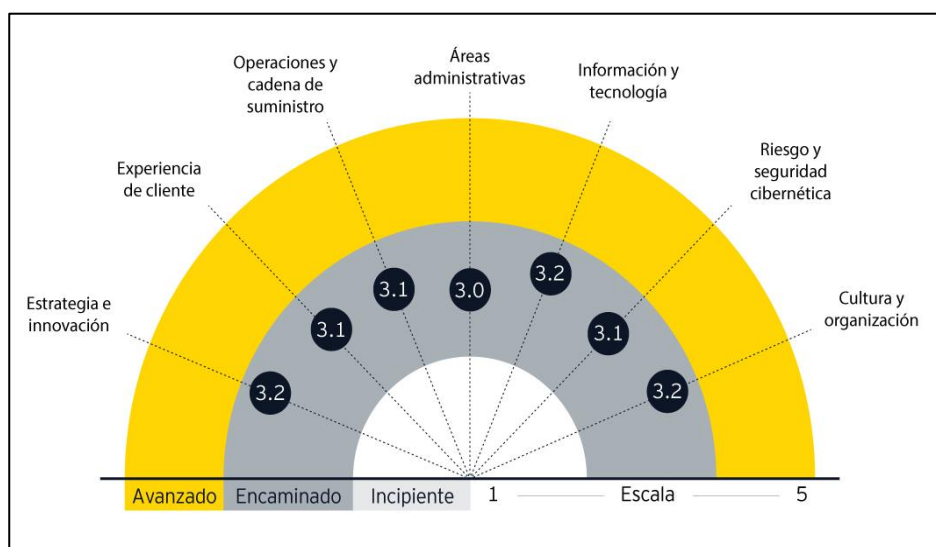 Áreas
administrativas
Operaciones y
cadena de
suministro
Información y
tecnología
Experiencia
de cliente
Riesgo y
seguridad
cibernética
Estrategia e
innovación
Cultura y
organización
3.2
3.1
3.1
3.0
3.2
3.1
3.2
Avanzado Encaminado Incipiente 1 Escala 5